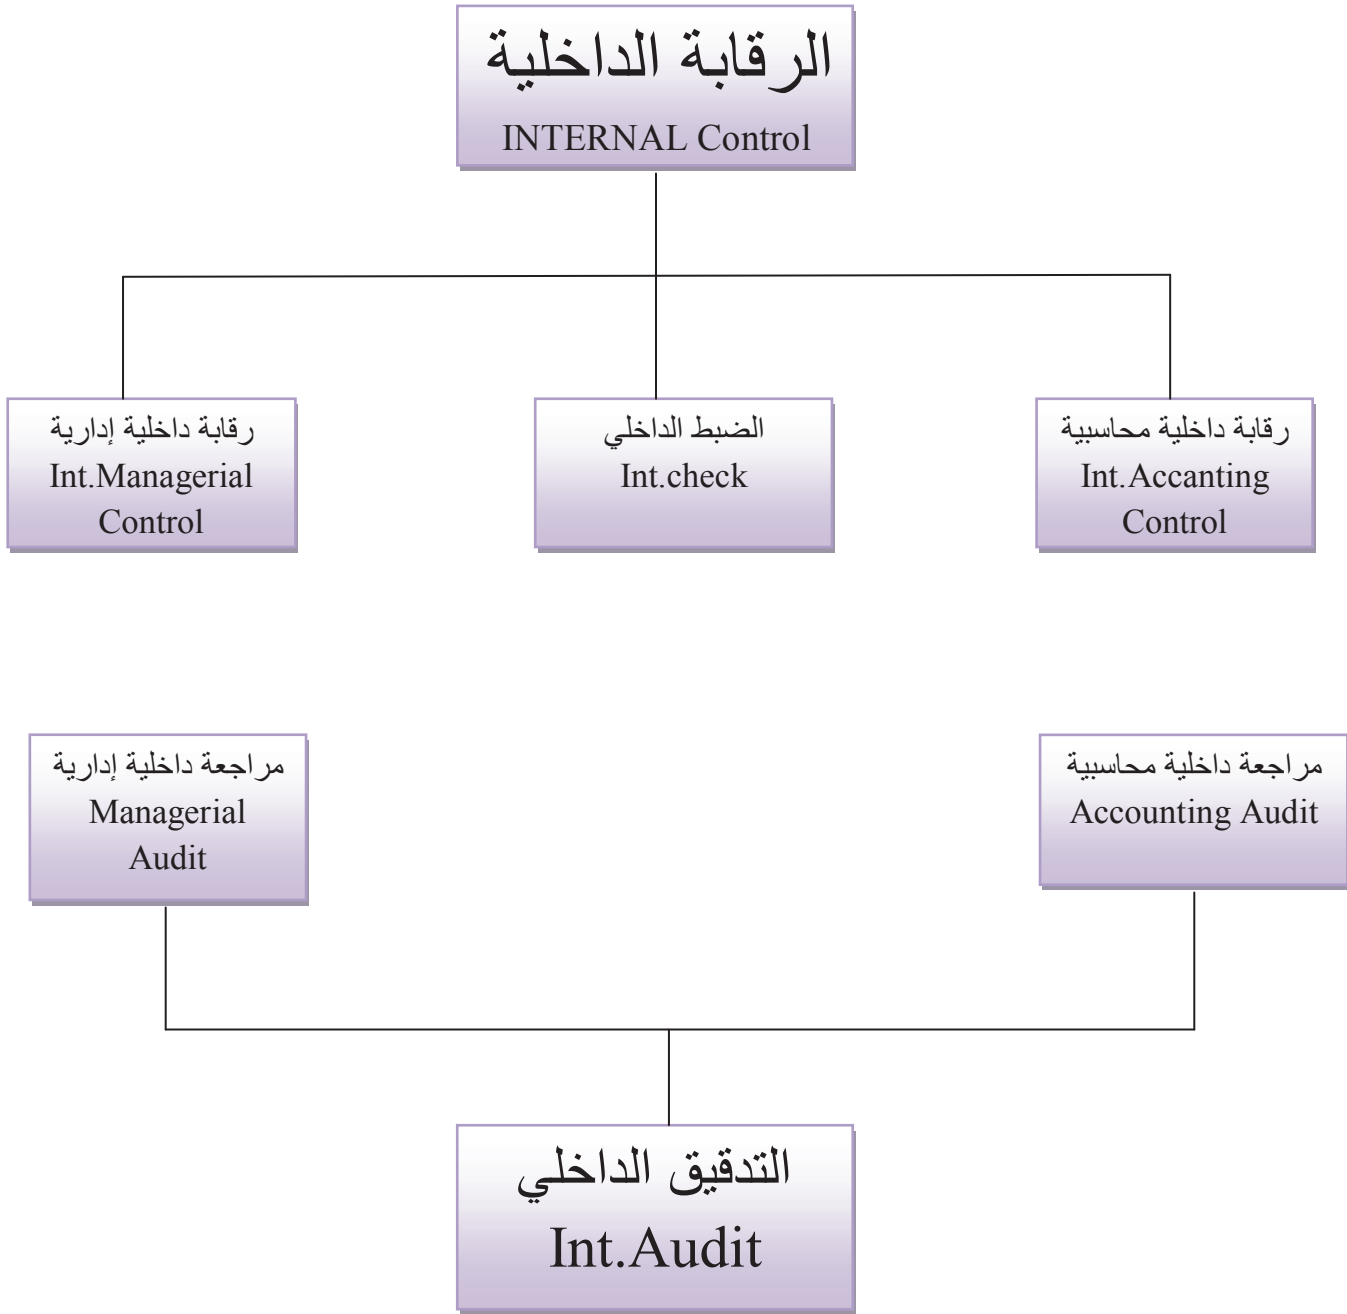 الرقابة الداخلية
INTERNAL Control
رقابة داخلية محاسبية
Int.Accanting
Control
الضبط الداخلي
Int.check
رقابة داخلية إدارية
Int.Managerial
Control
مراجعة داخلية محاسبية
Accounting Audit
مراجعة داخلية إدارية
Managerial
Audit
التدقيق الداخلي
Int.Audit